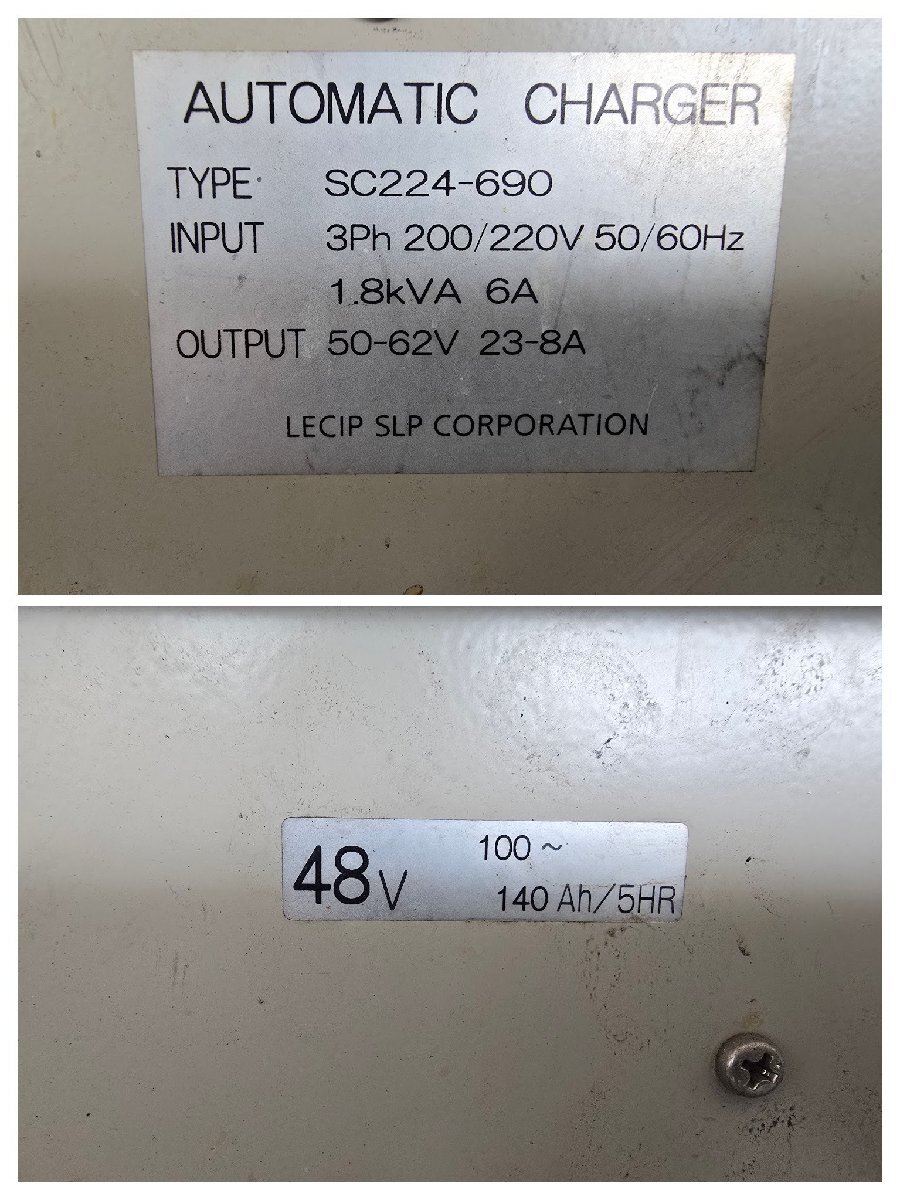 AUTOMATIC CHARGER
TYPE SC224-690
INPUT 3Ph 200/220V 50/60Hz
1.8kVA 6A
OUTPUT 50-62V 23-8A
LECIP SLP CORPORATION
48V 100~
140 Ah/5HR